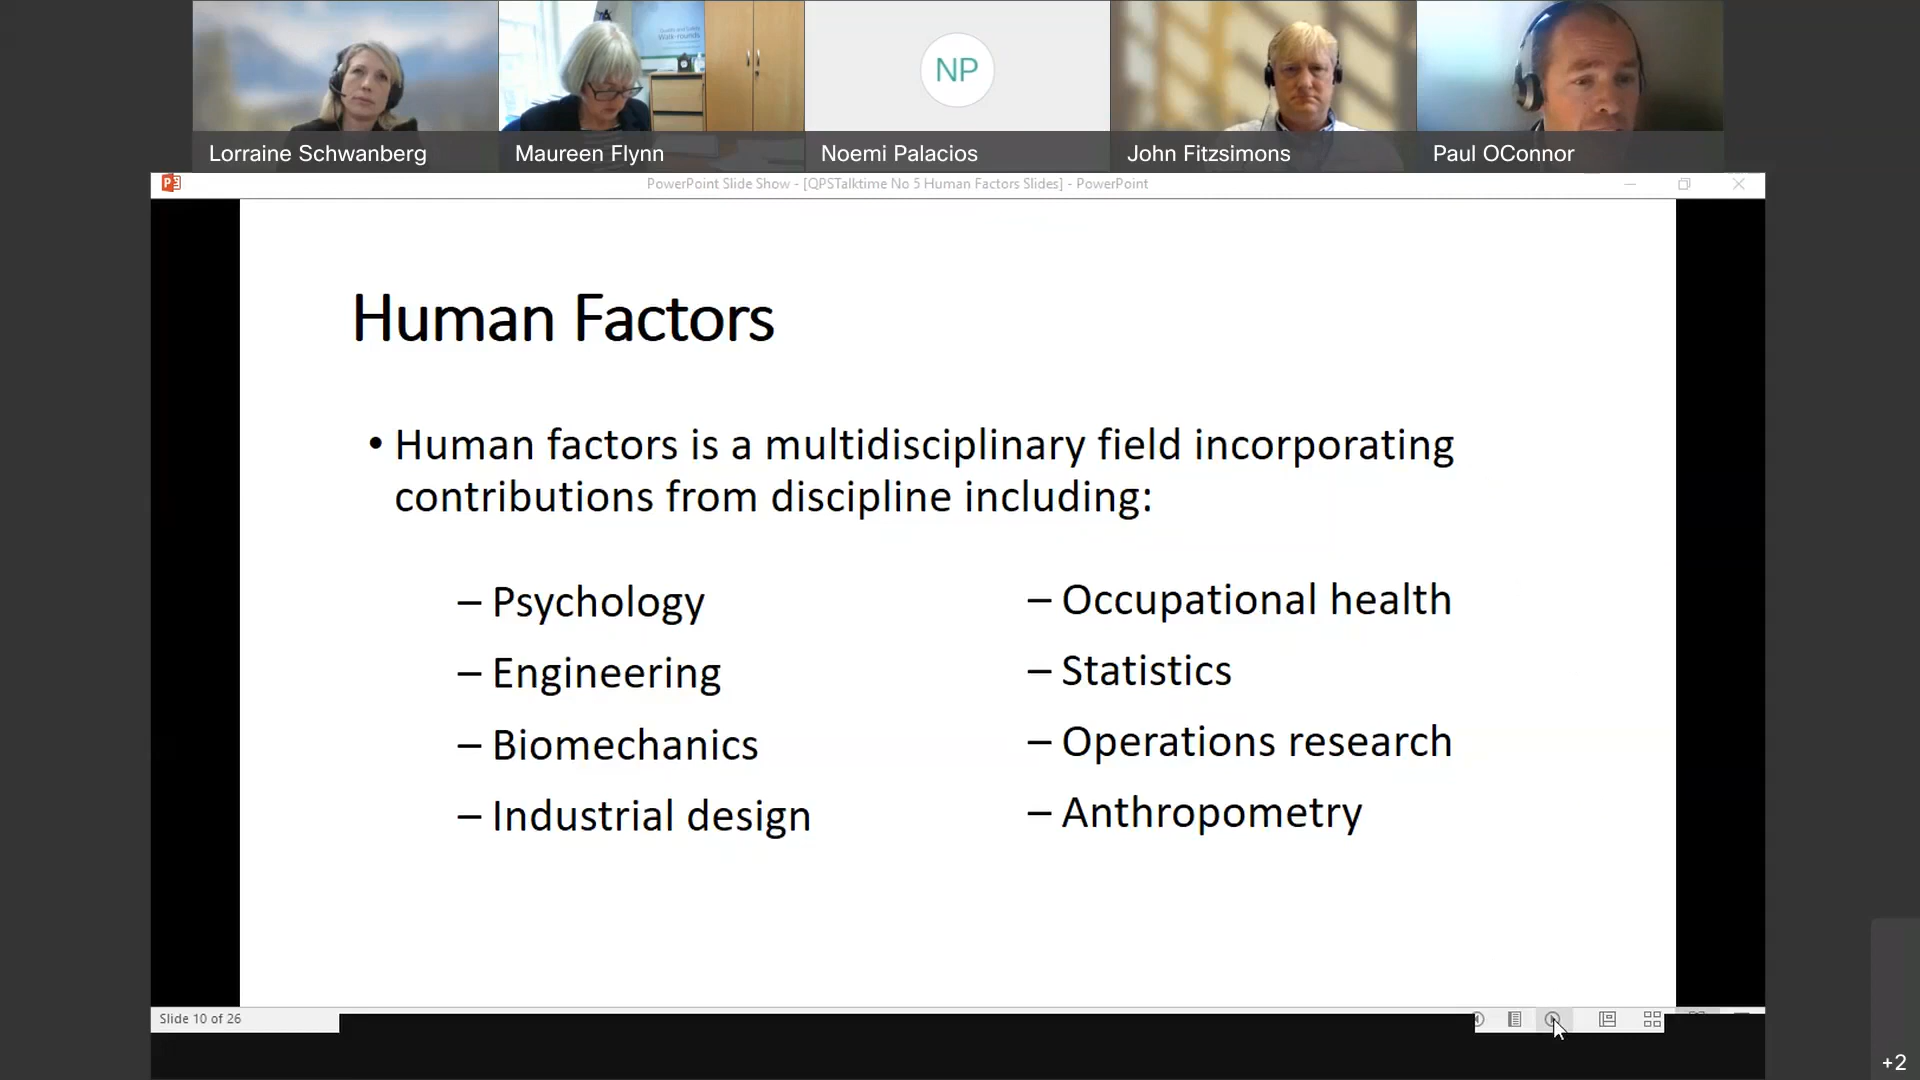 NP
Lorraine Schwanberg
Maureen Flynn
Noemi Palacios
John Fitzsimons
Paul OConnor
Walk-rounds
PowerPoint Slide Show - [QPSTalktime No 5 Human Factors Slides] - PowerPoint
Human Factors
• Human factors is a multidisciplinary field incorporating
contributions from discipline including:
– Psychology
– Engineering
– Biomechanics
– Industrial design
– Occupational health
– Statistics
– Operations research
– Anthropometry
Slide 10 of 26
+2